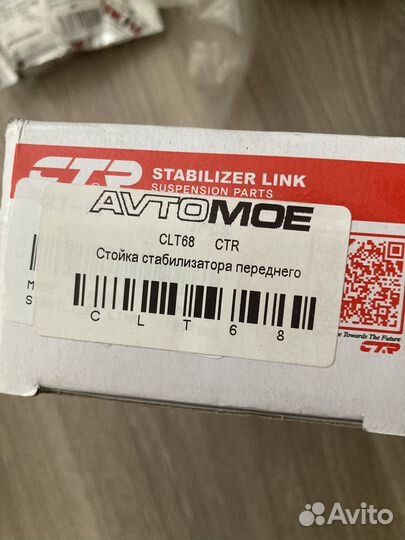 CTR
®
STABILIZER LINK
SUSPENSION PARTS
AVTOMOE
CLT68 CTR
Стойка стабилизатора переднего
C L T 6 8
M
S
e Towards The Future
CTR
Avito